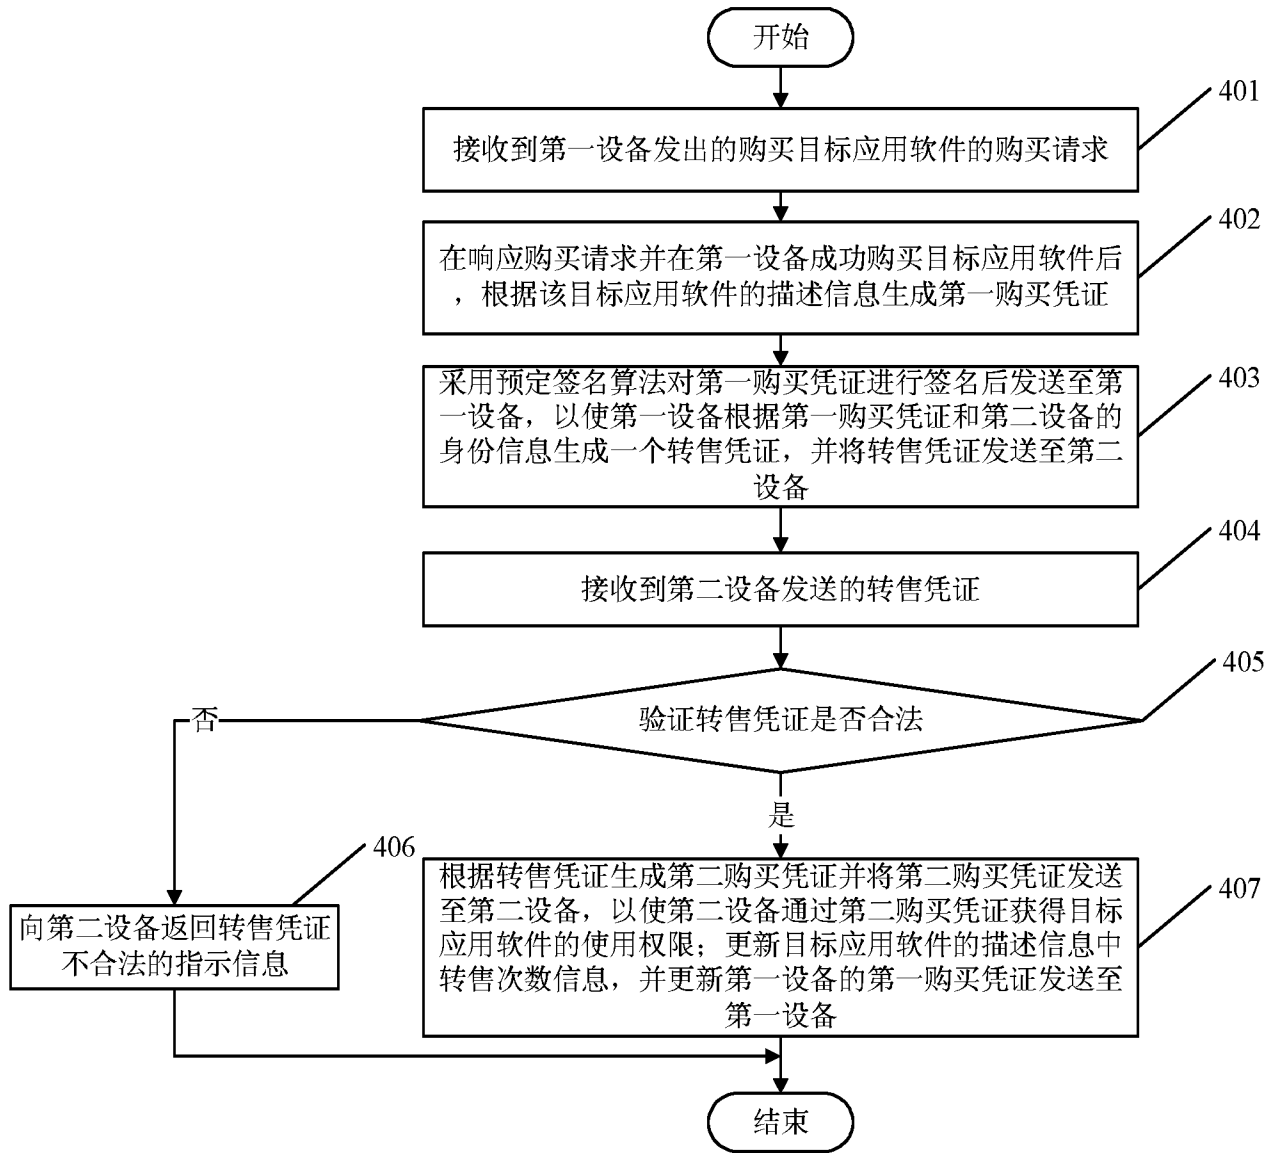 开始
401
接收到第一设备发出的购买目标应用软件的购买请求
402
在响应购买请求并在第一设备成功购买目标应用软件后
，根据该目标应用软件的描述信息生成第一购买凭证
403
采用预定签名算法对第一购买凭证进行签名后发送至第
一设备，以使第一设备根据第一购买凭证和第二设备的
身份信息生成一个转售凭证，并将转售凭证发送至第二
设备
404
接收到第二设备发送的转售凭证
405
验证转售凭证是否合法
否
是
406
向第二设备返回转售凭证
不合法的指示信息
407
根据转售凭证生成第二购买凭证并将第二购买凭证发送
至第二设备，以使第二设备通过第二购买凭证获得目标
应用软件的使用权限；更新目标应用软件的描述信息中
转售次数信息，并更新第一设备的第一购买凭证发送至
第一设备
结束